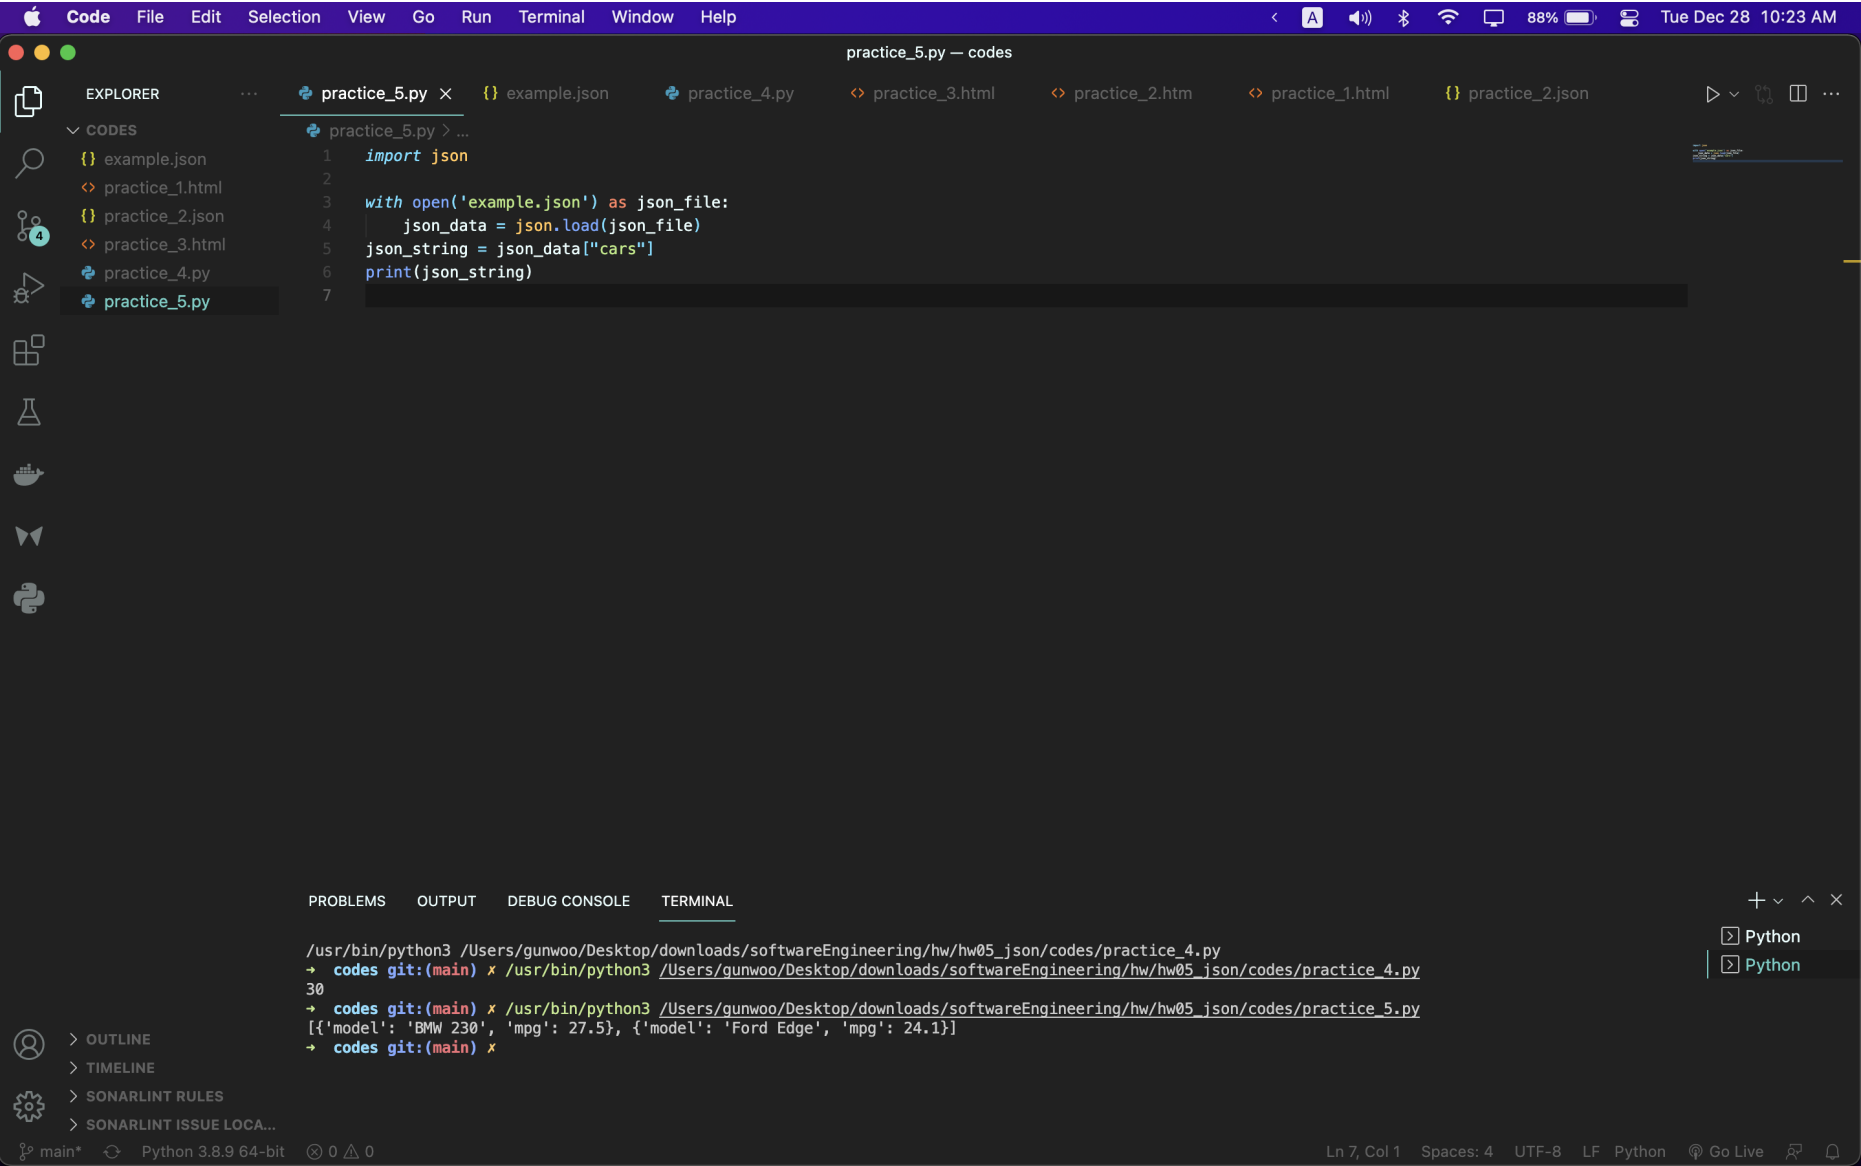 Code File Edit Selection View Go Run Terminal Window Help A 88% Tue Dec 28 10:23 AM
practice_5.py — codes
EXPLORER ···
practice_5.py example.json practice_4.py practice_3.html practice_2.htm practice_1.html practice_2.json
CODES
example.json
practice_1.html
practice_2.json
practice_3.html
practice_4.py
practice_5.py
4
practice_5.py > ...
1 import json
2
3 with open('example.json') as json_file:
4 json_data = json.load(json_file)
5 json_string = json_data["cars"]
6 print(json_string)
7
PROBLEMS OUTPUT DEBUG CONSOLE TERMINAL
/usr/bin/python3 /Users/gunwoo/Desktop/downloads/softwareEngineering/hw/hw05_json/codes/practice_4.py
➜ codes git:(main) ✗ /usr/bin/python3 /Users/gunwoo/Desktop/downloads/softwareEngineering/hw/hw05_json/codes/practice_4.py
30
➜ codes git:(main) ✗ /usr/bin/python3 /Users/gunwoo/Desktop/downloads/softwareEngineering/hw/hw05_json/codes/practice_5.py
[{'model': 'BMW 230', 'mpg': 27.5}, {'model': 'Ford Edge', 'mpg': 24.1}]
➜ codes git:(main) ✗
Python
Python
OUTLINE
TIMELINE
SONARLINT RULES
SONARLINT ISSUE LOCA...
main* Python 3.8.9 64-bit 0 0 Ln 7, Col 1 Spaces: 4 UTF-8 LF Python Go Live